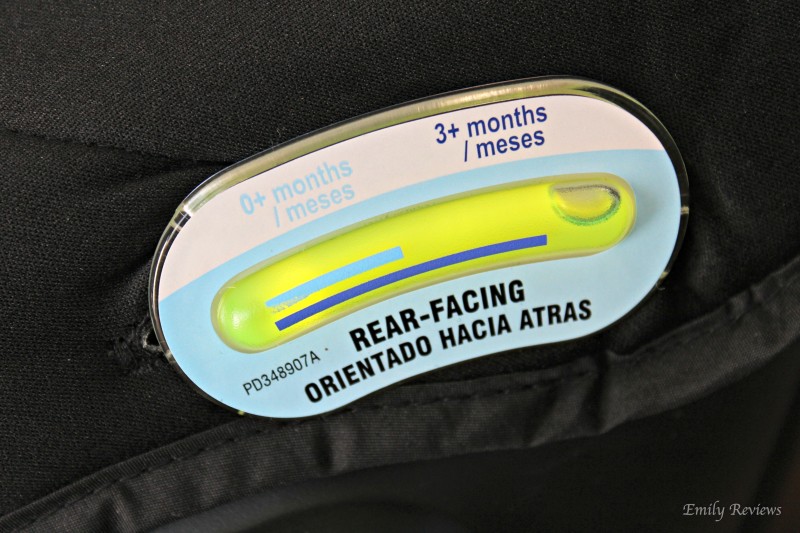 0+ months
/ meses
3+ months
/ meses
REAR-FACING
ORIENTADO HACIA ATRAS
PD348907A
Emily Reviews